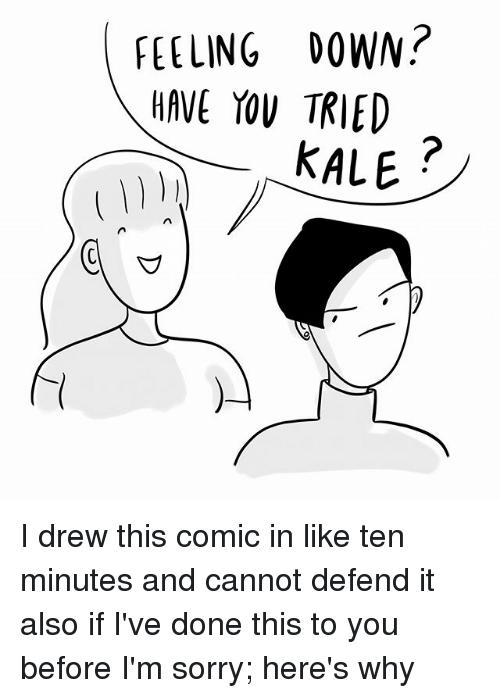 FEELING DOWN?
HAVE YOU TRIED
KALE?
I drew this comic in like ten
minutes and cannot defend it
also if I've done this to you
before I'm sorry; here's why